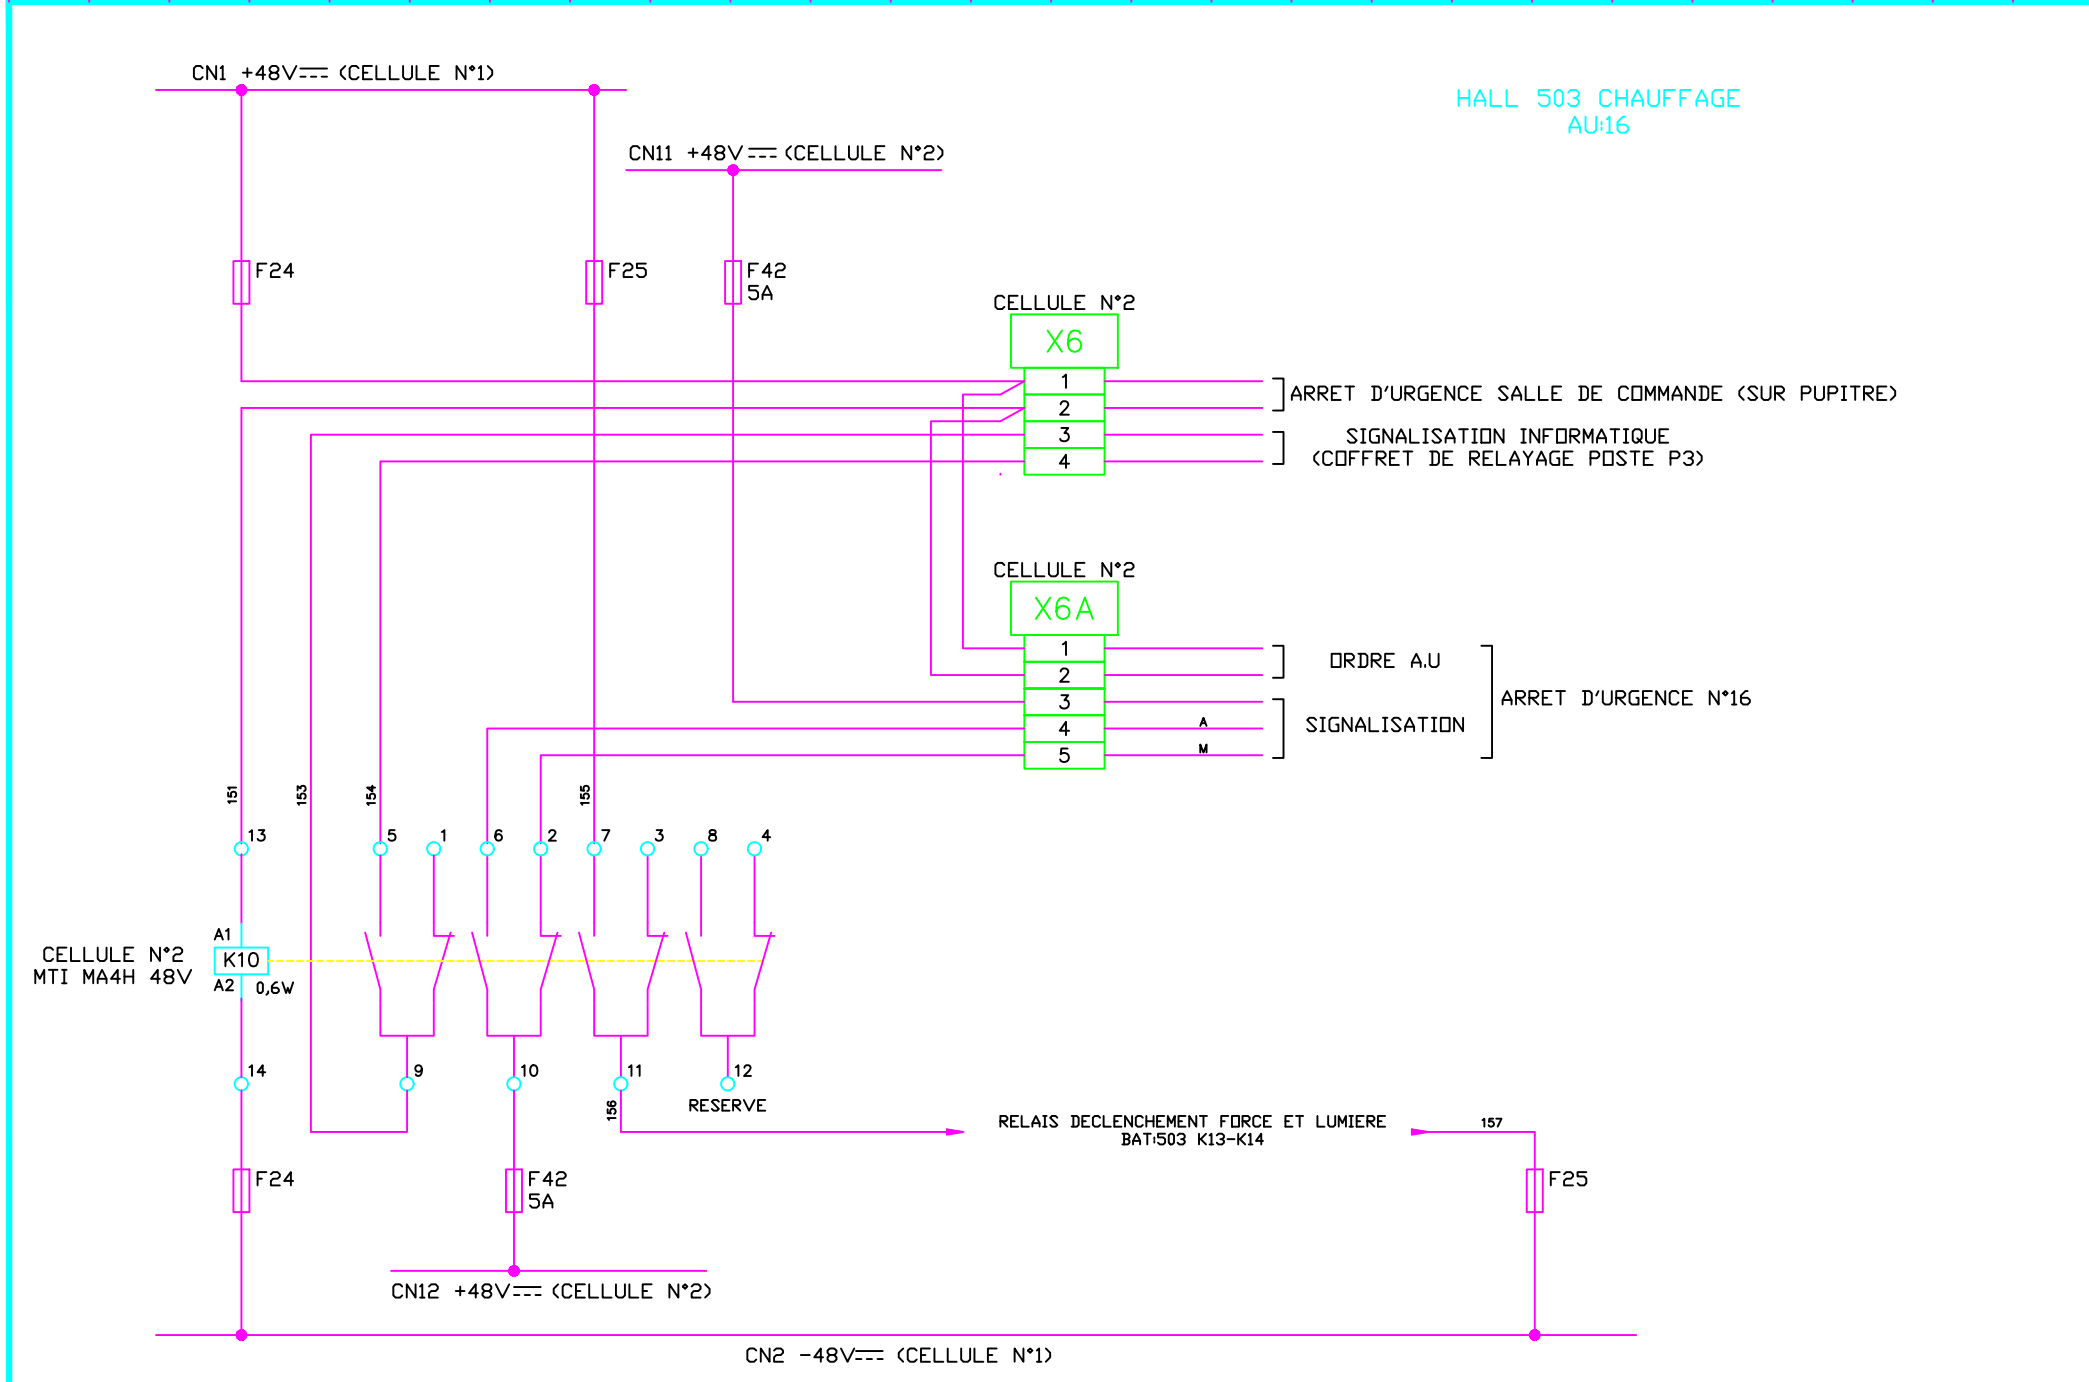 CN1 +48V (CELLULE N°1)
HALL 503 CHAUFFAGE
AU:16
CN11 +48V (CELLULE N°2)
F24
F25
F42
5A
CELLULE N°2
X6
1
ARRET D'URGENCE SALLE DE COMMANDE (SUR PUPITRE)
2
3
SIGNALISATION INFORMATIQUE
4
(COFFRET DE RELAYAGE POSTE P3)
CELLULE N°2
X6A
1
ORDRE A.U
2
3
ARRET D'URGENCE N°16
4
A
SIGNALISATION
5
M
151
153
154
155
13
5
1
6
2
7
3
8
4
A1
CELLULE N°2
K10
MTI MA4H 48V
A2
0,6W
14
9
10
11
12
RESERVE
156
RELAIS DECLENCHEMENT FORCE ET LUMIERE
BAT:503 K13-K14
157
F24
F42
5A
F25
CN12 +48V (CELLULE N°2)
CN2 -48V (CELLULE N°1)